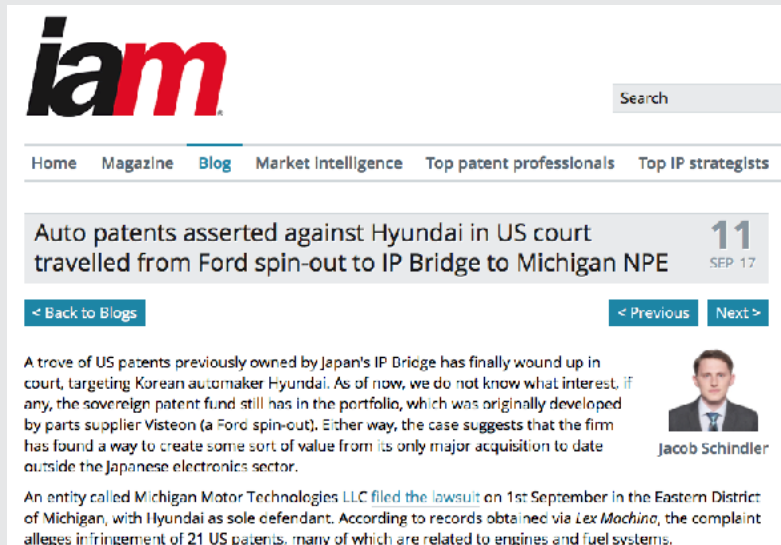 iam
Search
Home Magazine Blog Market intelligence Top patent professionals Top IP strategists
Auto patents asserted against Hyundai in US court
travelled from Ford spin-out to IP Bridge to Michigan NPE
11
SEP 17
< Back to Blogs
< Previous Next >
A trove of US patents previously owned by Japan's IP Bridge has finally wound up in
court, targeting Korean automaker Hyundai. As of now, we do not know what interest, if
any, the sovereign patent fund still has in the portfolio, which was originally developed
by parts supplier Visteon (a Ford spin-out). Either way, the case suggests that the firm
has found a way to create some sort of value from its only major acquisition to date
outside the Japanese electronics sector.
Jacob Schindler
An entity called Michigan Motor Technologies LLC filed the lawsuit on 1st September in the Eastern District
of Michigan, with Hyundai as sole defendant. According to records obtained via Lex Machina, the complaint
alleges infringement of 21 US patents, many of which are related to engines and fuel systems.